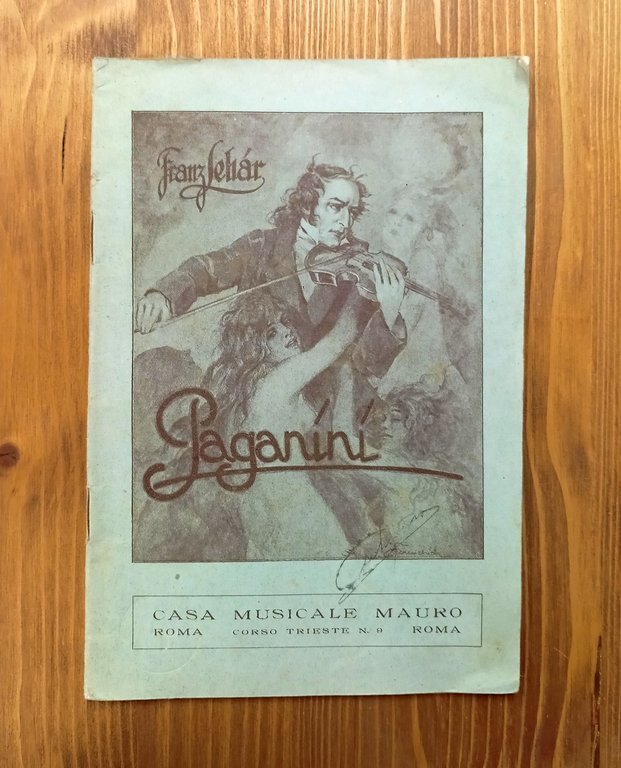 Franz Lehár
Paganini
CASA MUSICALE MAURO
ROMA CORSO TRIESTE N. 9 ROMA